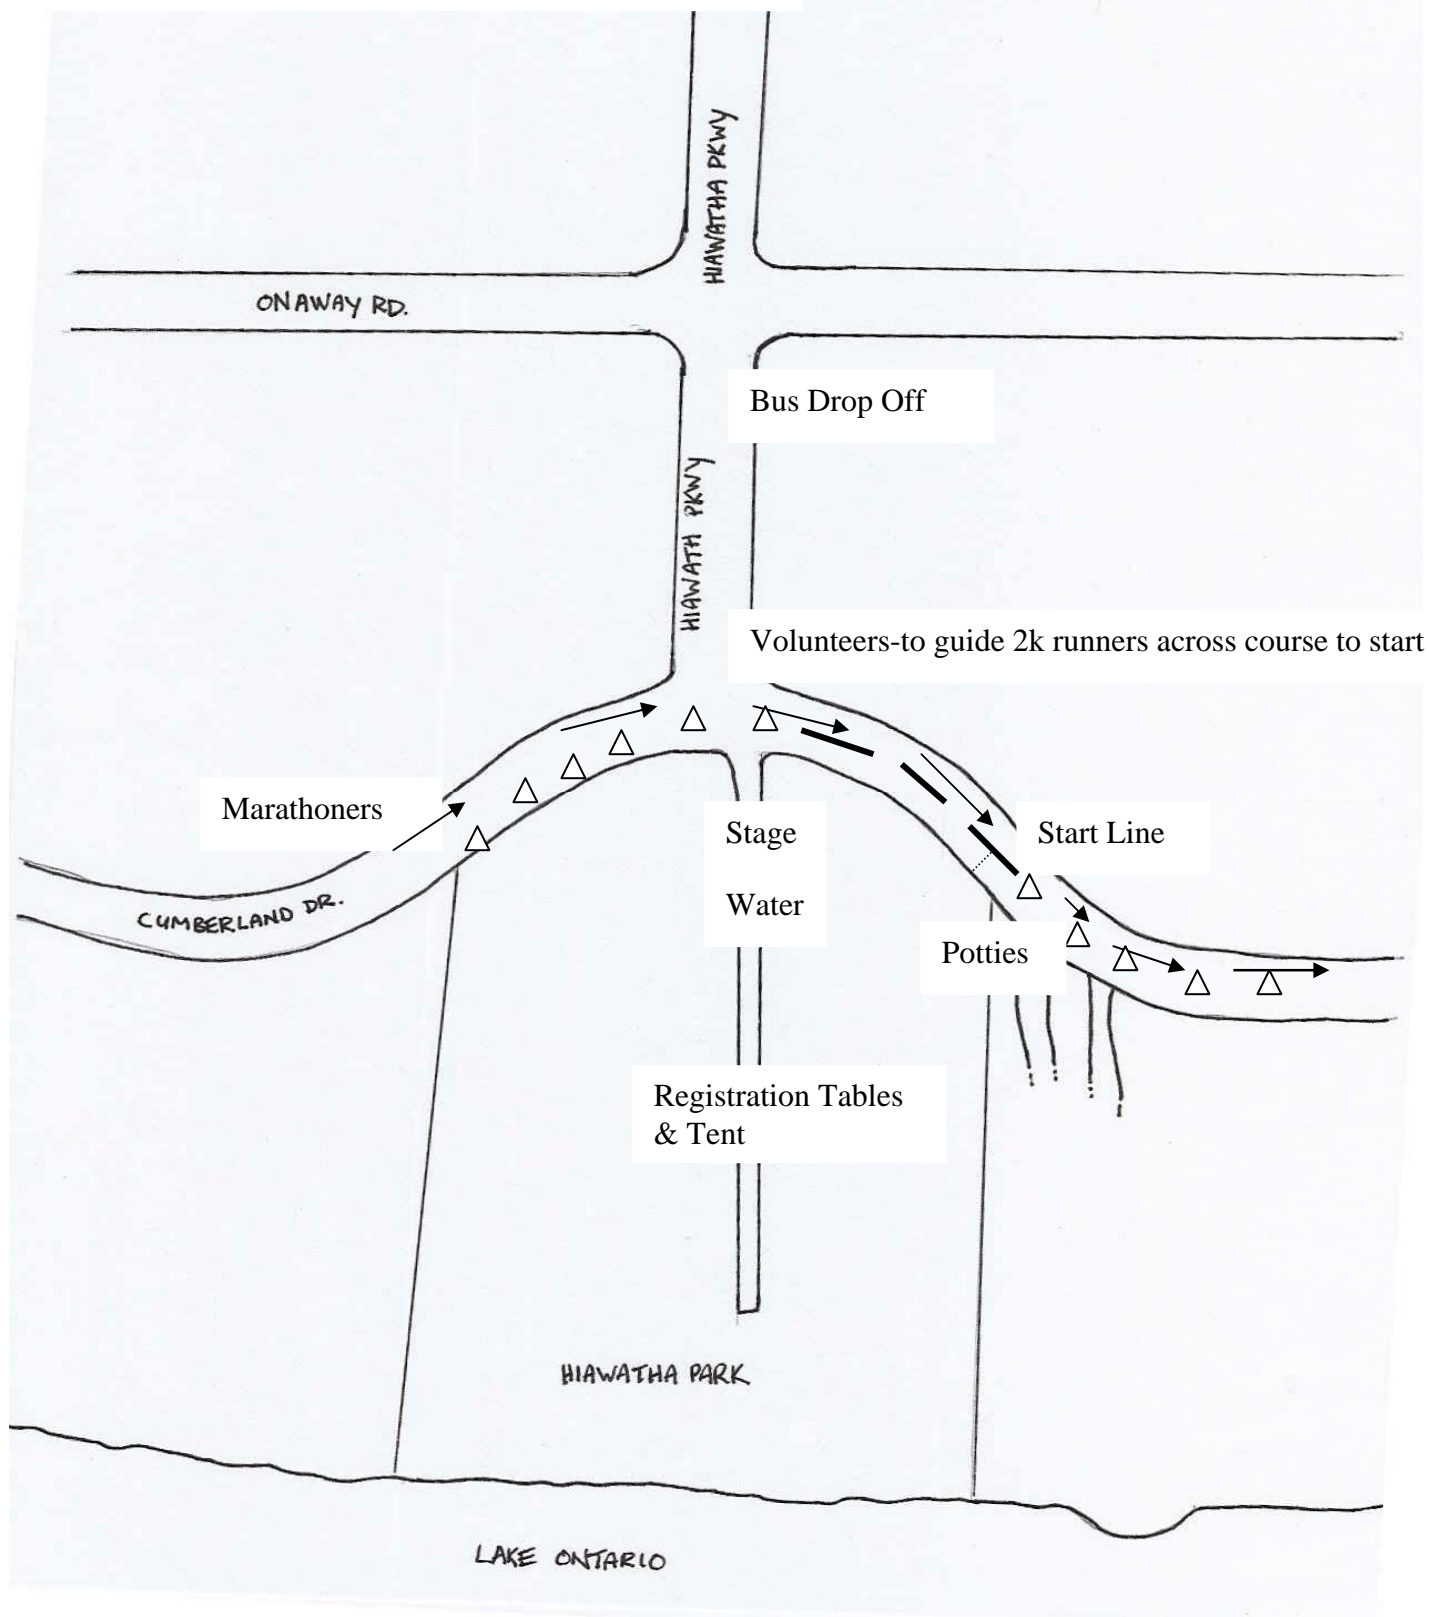 HIAWATHA PKWY
ONAWAY RD.
Bus Drop Off
HIAWATH PKWY
Volunteers-to guide 2k runners across course to start
Marathoners
Stage
Start Line
Water
CUMBERLAND DR.
Potties
Registration Tables
& Tent
HIAWATHA PARK
LAKE ONTARIO